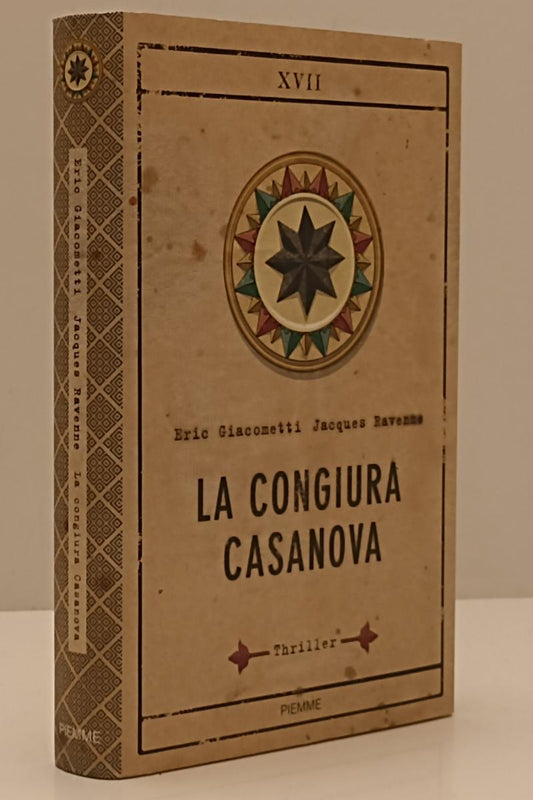 XVII
Eric Giacometti Jacques Ravenne
LA CONGIURA
CASANOVA
Thriller
PIEMME
Eric Giacometti Jacques Ravenne La congiura Casanova
PIEMME